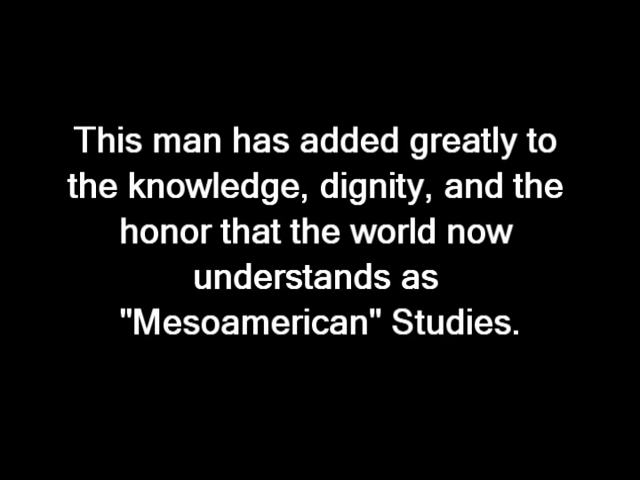 This man has added greatly to
the knowledge, dignity, and the
honor that the world now
understands as
"Mesoamerican" Studies.